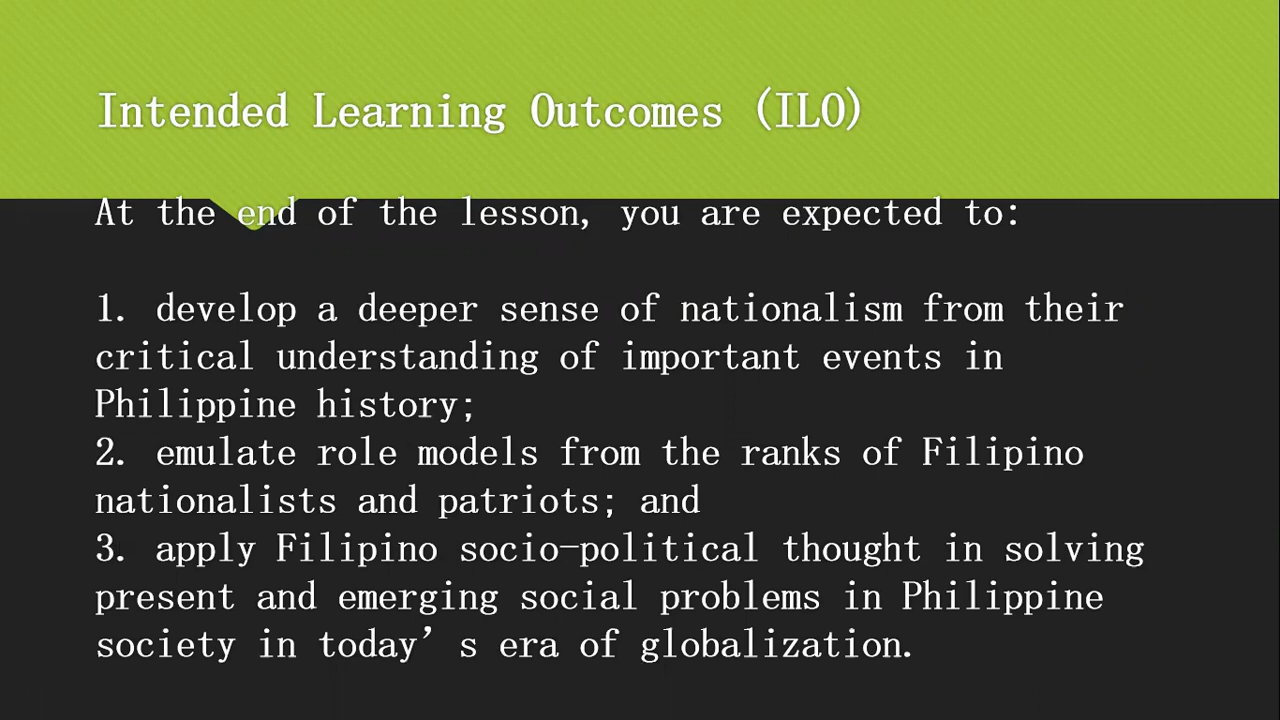 Intended Learning Outcomes (ILO)
At the end of the lesson, you are expected to:
1. develop a deeper sense of nationalism from their
critical understanding of important events in
Philippine history;
2. emulate role models from the ranks of Filipino
nationalists and patriots; and
3. apply Filipino socio-political thought in solving
present and emerging social problems in Philippine
society in today’s era of globalization.